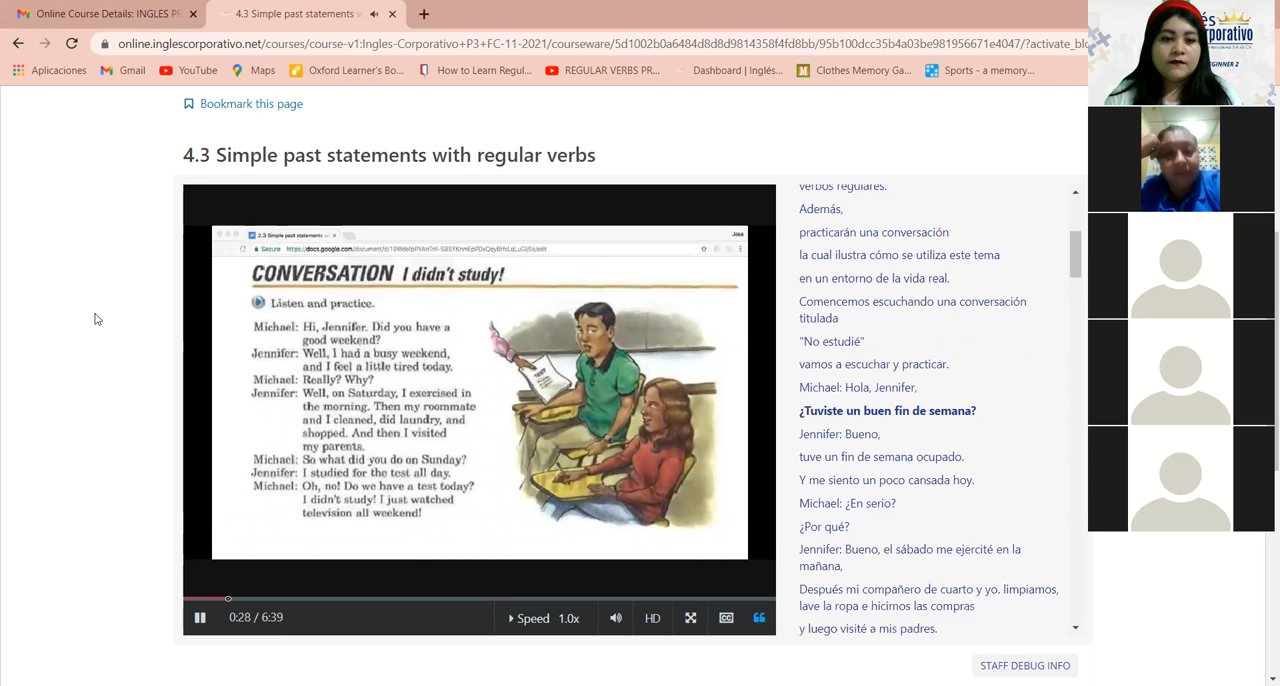 Online Course Details: INGLES PR
4.3 Simple past statements w
online.inglescorporativo.net/courses/course-v1:Ingles-Corporativo+P3+FC-11-2021/courseware/5d1002b0a6484d8d8d9814358f4fd8bb/95b100dcc35b4a03be981956671e4047/?activate_blo
Aplicaciones
Gmail
YouTube
Maps
Oxford Learner's Bo...
How to Learn Regul...
REGULAR VERBS PR...
Dashboard | Inglés...
Clothes Memory Ga...
Sports - a memory...
Bookmark this page
4.3 Simple past statements with regular verbs
2.3 Simple past statements
Jose
Secure
CONVERSATION I didn't study!
Listen and practice.
Michael: Hi, Jennifer. Did you have a
good weekend?
Jennifer: Well, I had a busy weekend,
and I feel a little tired today.
Michael: Really? Why?
Jennifer: Well, on Saturday, I exercised in
the morning. Then my roommate
and I cleaned, did laundry, and
shopped. And then I visited
my parents.
Michael: So what did you do on Sunday?
Jennifer: I studied for the test all day.
Michael: Oh, no! Do we have a test today?
I didn't study! I just watched
television all weekend!
TEST
0:28 / 6:39
Speed 1.0x
HD
CC
verbos regulares.
Además,
practicarán una conversación
la cual ilustra cómo se utiliza este tema
en un entorno de la vida real.
Comencemos escuchando una conversación
titulada
"No estudié"
vamos a escuchar y practicar.
Michael: Hola, Jennifer,
¿Tuviste un buen fin de semana?
Jennifer: Bueno,
tuve un fin de semana ocupado.
Y me siento un poco cansada hoy.
Michael: ¿En serio?
¿Por qué?
Jennifer: Bueno, el sábado me ejercité en la
mañana,
Después mi compañero de cuarto y yo. limpiamos,
lave la ropa e hicimos las compras
y luego visité a mis padres.
STAFF DEBUG INFO